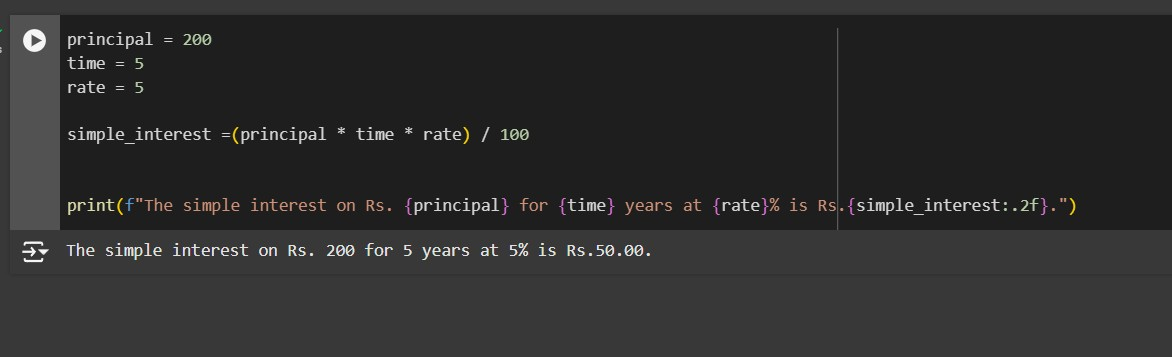 principal = 200
time = 5
rate = 5
simple_interest =(principal * time * rate) / 100
print(f"The simple interest on Rs. {principal} for {time} years at {rate}% is Rs.{simple_interest:.2f}.")
The simple interest on Rs. 200 for 5 years at 5% is Rs.50.00.